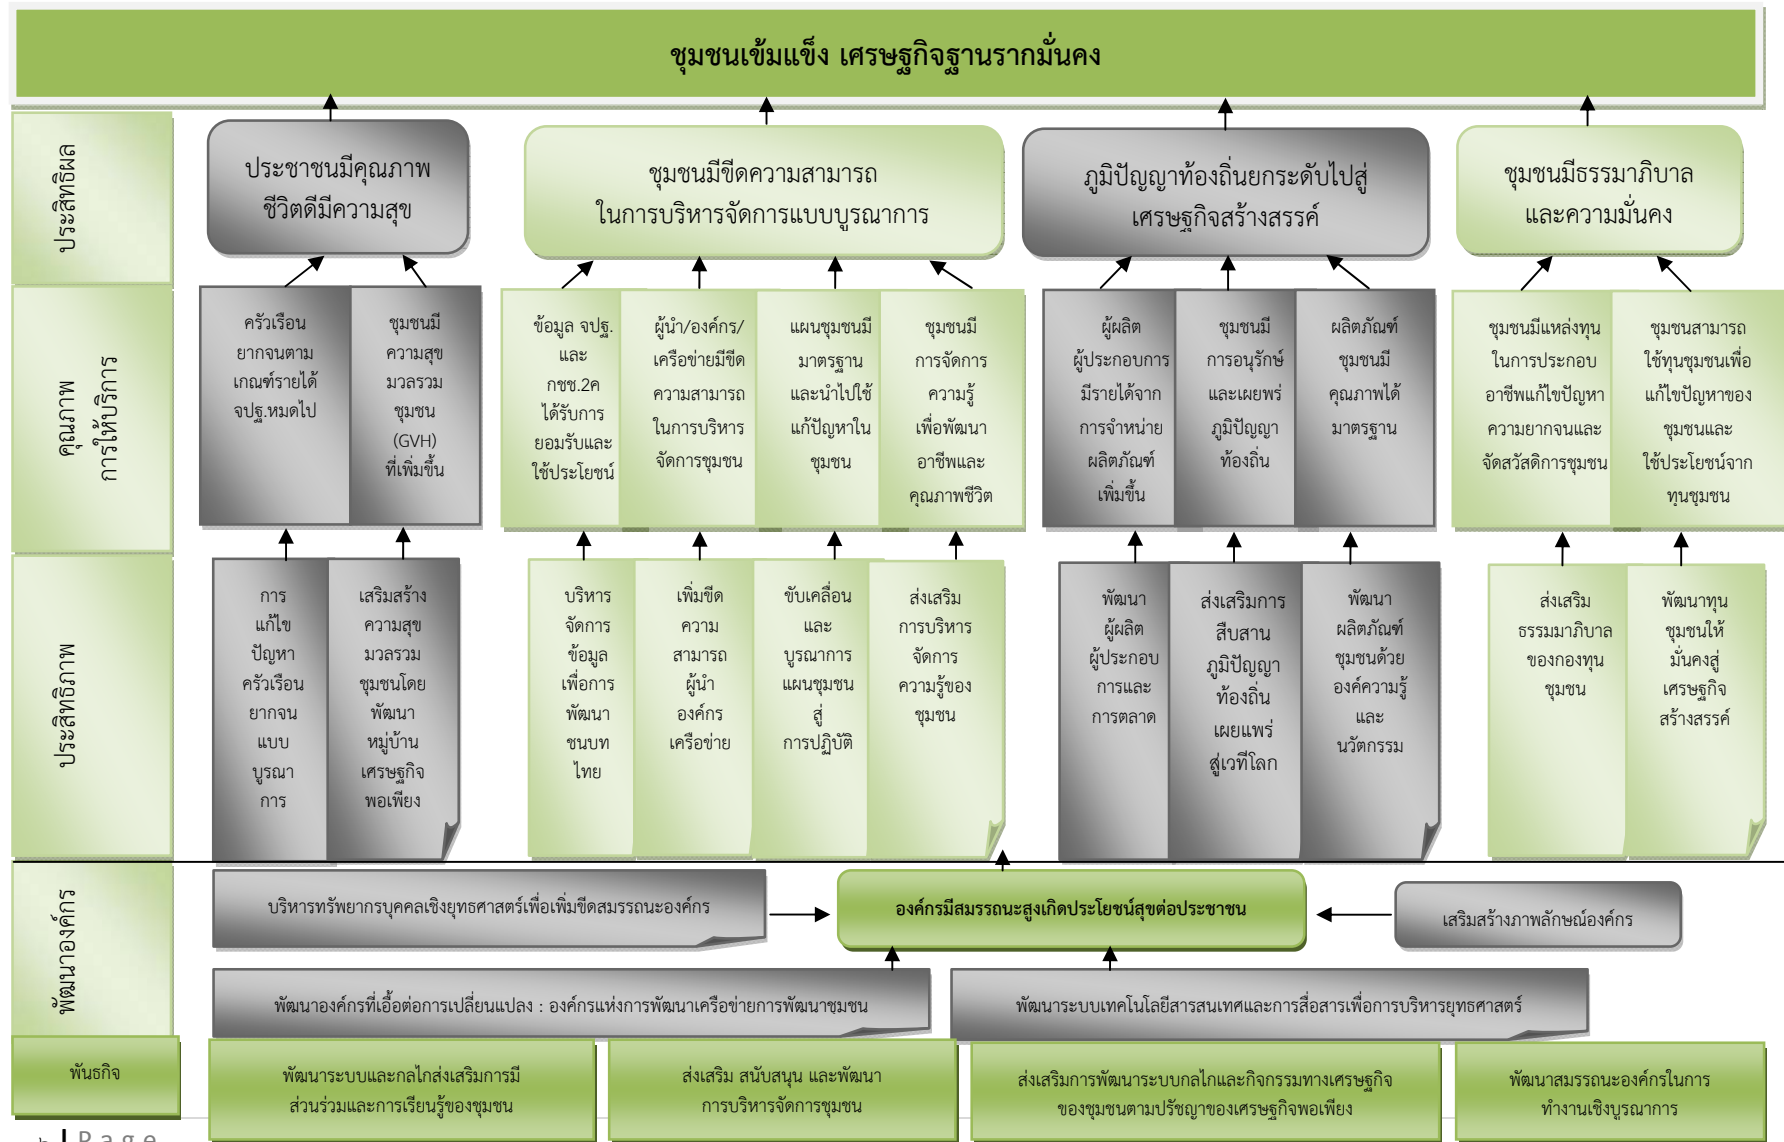 ชุมชนเข้มแข็ง เศรษฐกิจฐานรากมั่นคง
ประสิทธิผล
ประชาชนมีคุณภาพ
ชีวิตดีมีความสุข
ชุมชนมีขีดความสามารถ
ในการบริหารจัดการแบบบูรณาการ
ภูมิปัญญาท้องถิ่นยกระดับไปสู่
เศรษฐกิจสร้างสรรค์
ชุมชนมีธรรมาภิบาล
และความมั่นคง
คุณภาพ
การให้บริการ
ครัวเรือน
ยากจนตาม
เกณฑ์รายได้
จปฐ.หมดไป
ชุมชนมี
ความสุข
มวลรวม
ชุมชน
(GVH)
ที่เพิ่มขึ้น
ข้อมูล จปฐ.
และ
กชช.2ค
ได้รับการ
ยอมรับและ
ใช้ประโยชน์
ผู้นำ/องค์กร/
เครือข่ายมีขีด
ความสามารถ
ในการบริหาร
จัดการชุมชน
แผนชุมชนมี
มาตรฐาน
และนำไปใช้
แก้ปัญหาใน
ชุมชน
ชุมชนมี
การจัดการ
ความรู้
เพื่อพัฒนา
อาชีพและ
คุณภาพชีวิต
ผู้ผลิต
ผู้ประกอบการ
มีรายได้จาก
การจำหน่าย
ผลิตภัณฑ์
เพิ่มขึ้น
ชุมชนมี
การอนุรักษ์
และเผยพร่
ภูมิปัญญา
ท้องถิ่น
ผลิตภัณฑ์
ชุมชนมี
คุณภาพได้
มาตรฐาน
ชุมชนมีแหล่งทุน
ในการประกอบ
อาชีพแก้ไขปัญหา
ความยากจนและ
จัดสวัสดิการชุมชน
ชุมชนสามารถ
ใช้ทุนชุมชนเพื่อ
แก้ไขปัญหาของ
ชุมชนและ
ใช้ประโยชน์จาก
ทุนชุมชน
ประสิทธิภาพ
การ
แก้ไข
ปัญหา
ครัวเรือน
ยากจน
แบบ
บูรณา
การ
เสริมสร้าง
ความสุข
มวลรวม
ชุมชนโดย
พัฒนา
หมู่บ้าน
เศรษฐกิจ
พอเพียง
บริหาร
จัดการ
ข้อมูล
เพื่อการ
พัฒนา
ชนบท
ไทย
เพิ่มขีด
ความ
สามารถ
ผู้นำ
องค์กร
เครือข่าย
ขับเคลื่อน
และ
บูรณาการ
แผนชุมชน
สู่
การปฏิบัติ
ส่งเสริม
การบริหาร
จัดการ
ความรู้ของ
ชุมชน
พัฒนา
ผู้ผลิต
ผู้ประกอบ
การและ
การตลาด
ส่งเสริมการ
สืบสาน
ภูมิปัญญา
ท้องถิ่น
เผยแพร่
สู่เวทีโลก
พัฒนา
ผลิตภัณฑ์
ชุมชนด้วย
องค์ความรู้
และ
นวัตกรรม
ส่งเสริม
ธรรมมาภิบาล
ของกองทุน
ชุมชน
พัฒนาทุน
ชุมชนให้
มั่นคงสู่
เศรษฐกิจ
สร้างสรรค์
พัฒนาองค์กร
บริหารทรัพยากรบุคคลเชิงยุทธศาสตร์เพื่อเพิ่มขีดสมรรถนะองค์กร
องค์กรมีสมรรถนะสูงเกิดประโยชน์สุขต่อประชาชน
เสริมสร้างภาพลักษณ์องค์กร
พัฒนาองค์กรที่เอื้อต่อการเปลี่ยนแปลง : องค์กรแห่งการพัฒนาเครือข่ายการพัฒนาชุมชน
พัฒนาระบบเทคโนโลยีสารสนเทศและการสื่อสารเพื่อการบริหารยุทธศาสตร์
พันธกิจ
พัฒนาระบบและกลไกส่งเสริมการมี
ส่วนร่วมและการเรียนรู้ของชุมชน
ส่งเสริม สนับสนุน และพัฒนา
การบริหารจัดการชุมชน
ส่งเสริมการพัฒนาระบบกลไกและกิจกรรมทางเศรษฐกิจ
ของชุมชนตามปรัชญาของเศรษฐกิจพอเพียง
พัฒนาสมรรถนะองค์กรในการ
ทำงานเชิงบูรณาการ
| Page